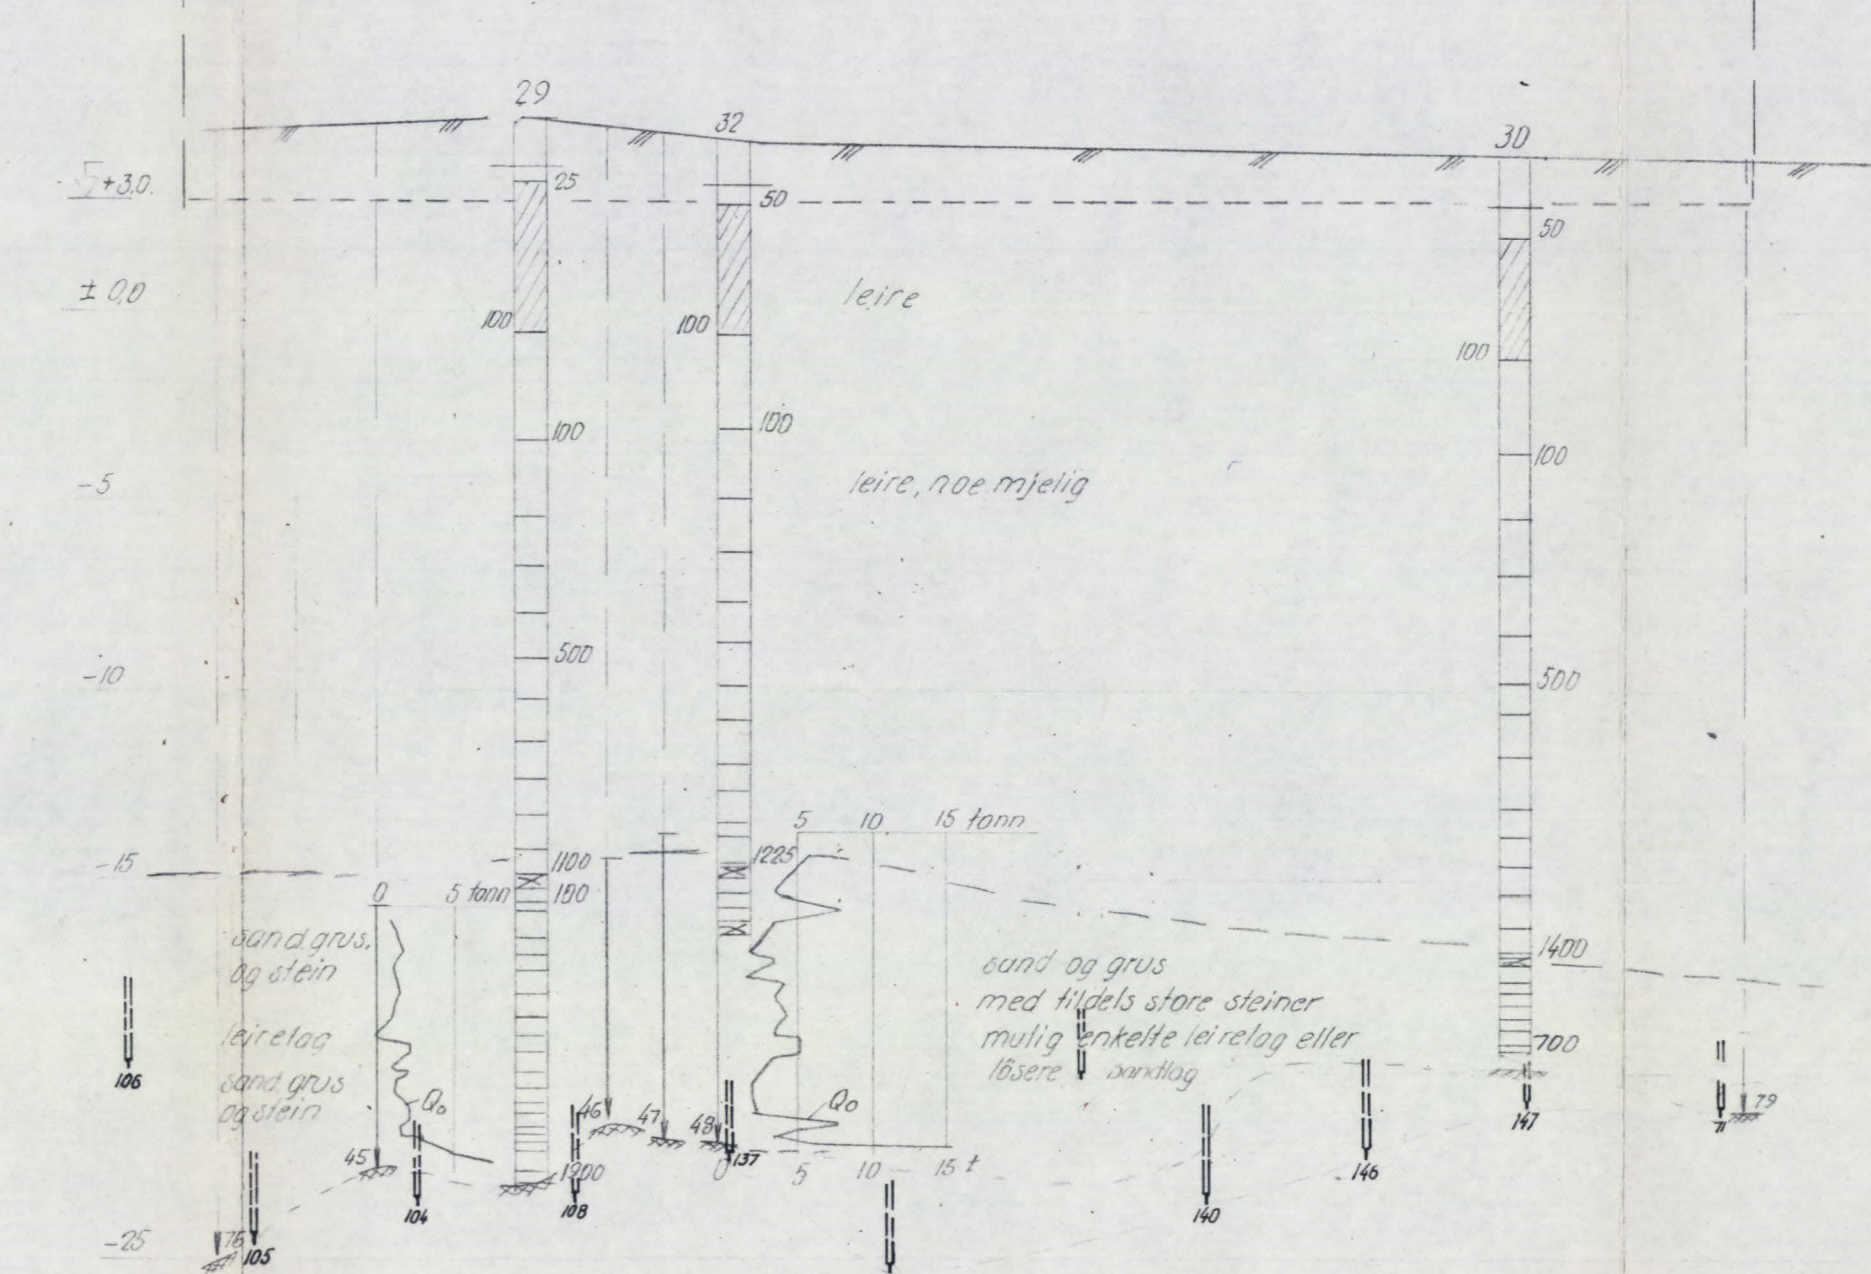 29
32
30
+3.0.
25
50
50
± 0,0
leire
100
100
100
100
100
100
-5
leire, noe mjelig
-10
500
500
5 10 15 tonn
-15
1100
1225
0 5 tonn
100
sand, grus,
og stein
1400
sand og grus
med tildels store steiner
leirelag
mulig enkelte leirelag eller
700
106
sand grus
løsere sandlag
og stein
Q₀
46
47
48
Q₀
147
71
79
45
1900
137
0 5 10 15 t
146
104
108
140
-25
76
105